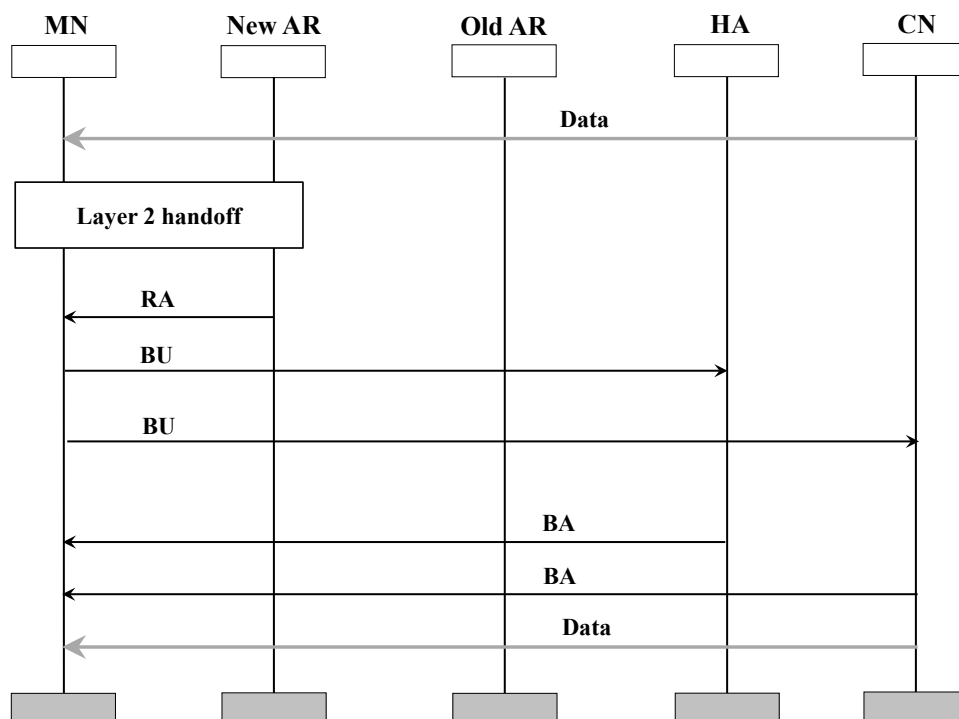 MN New AR Old AR HA CN
Data
Layer 2 handoff
RA
BU
BU
BA
BA
Data